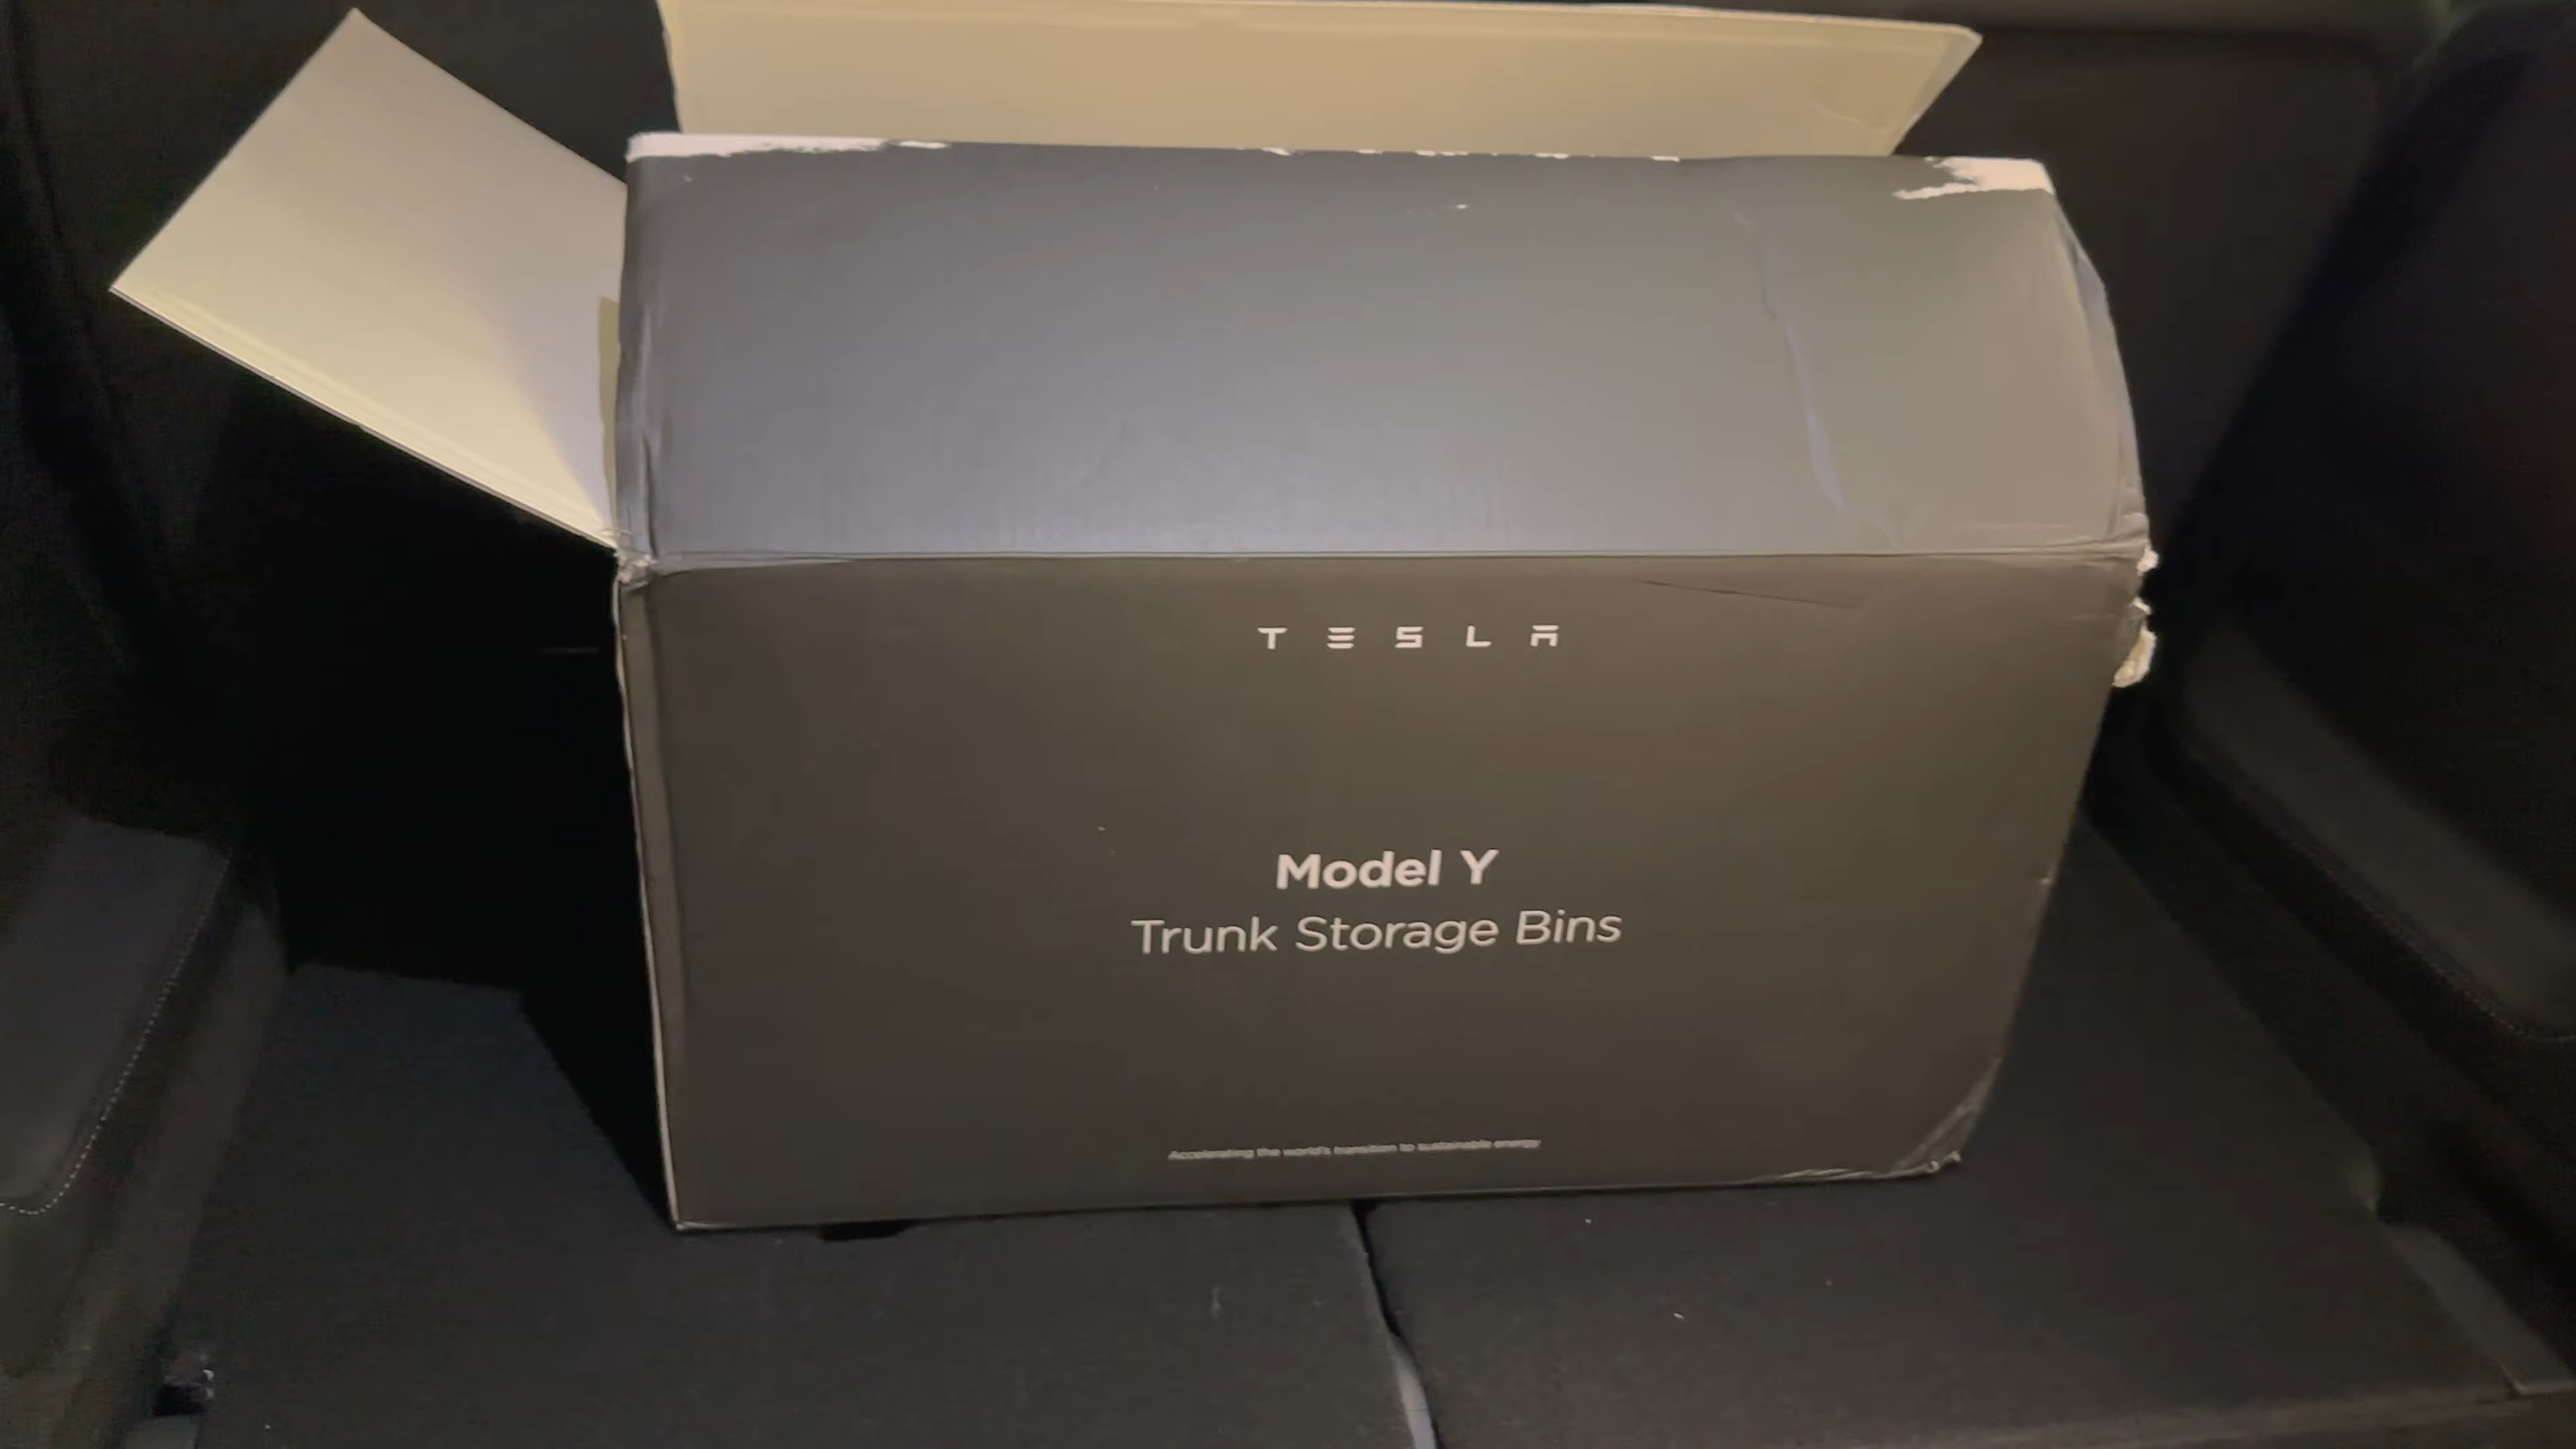 TESLA
Model Y
Trunk Storage Bins
Accelerating the world's transition to sustainable energy